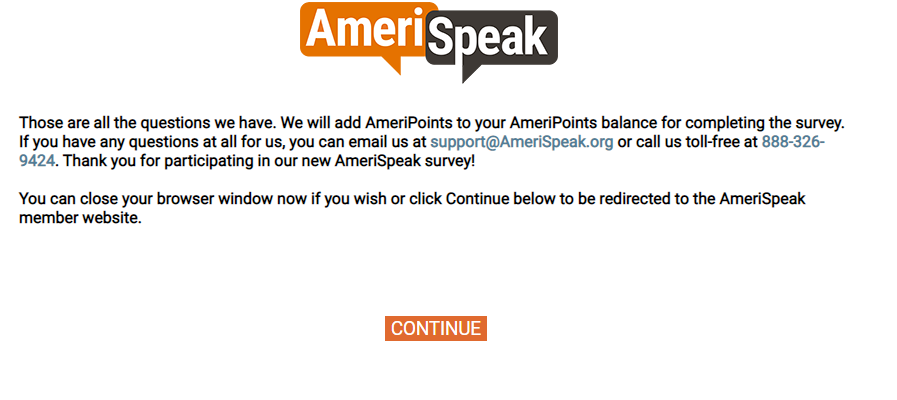 Ameri
Speak
Those are all the questions we have. We will add AmeriPoints to your AmeriPoints balance for completing the survey.
If you have any questions at all for us, you can email us at support@AmeriSpeak.org or call us toll-free at 888-326-
9424. Thank you for participating in our new AmeriSpeak survey!
You can close your browser window now if you wish or click Continue below to be redirected to the AmeriSpeak
member website.
CONTINUE